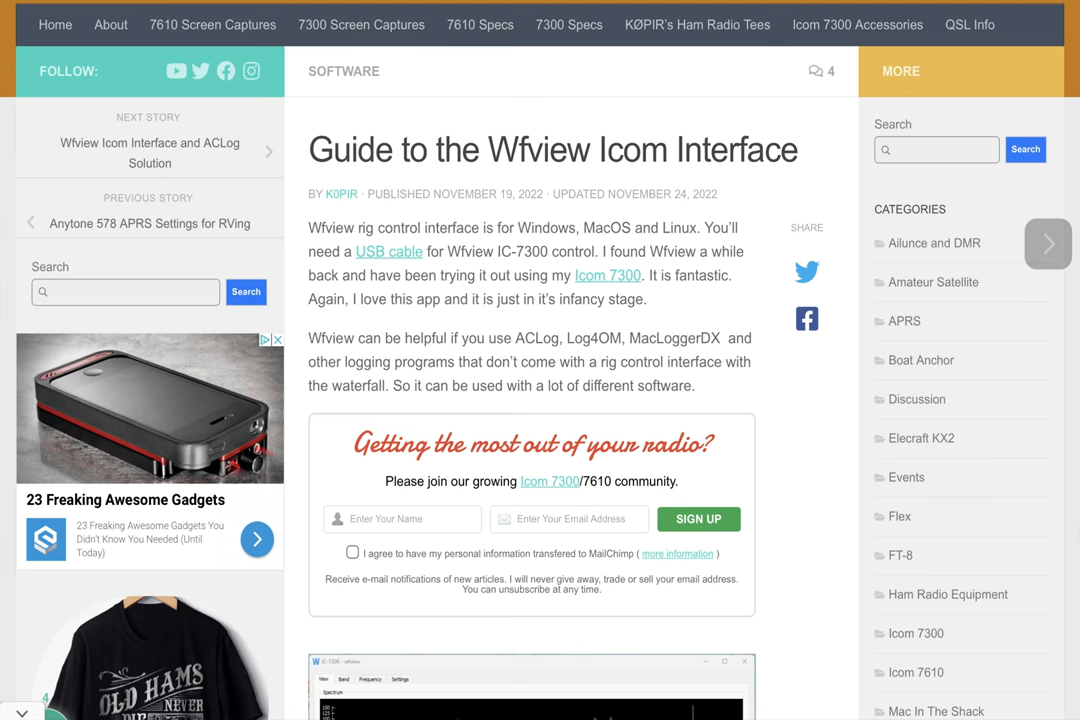 Home About 7610 Screen Captures 7300 Screen Captures 7610 Specs 7300 Specs KØPIR's Ham Radio Tees Icom 7300 Accessories QSL Info
FOLLOW:
NEXT STORY
Wfview Icom Interface and ACLog
Solution
PREVIOUS STORY
Anytone 578 APRS Settings for RVing
Search
Search
23 Freaking Awesome Gadgets
23 Freaking Awesome Gadgets You
Didn't Know You Needed (Until
Today)
OLD HAMS
NEVER
4
SOFTWARE
4
Guide to the Wfview Icom Interface
BY K0PIR · PUBLISHED NOVEMBER 19, 2022 · UPDATED NOVEMBER 24, 2022
Wfview rig control interface is for Windows, MacOS and Linux. You'll
need a USB cable for Wfview IC-7300 control. I found Wfview a while
back and have been trying it out using my Icom 7300. It is fantastic.
Again, I love this app and it is just in it's infancy stage.
Wfview can be helpful if you use ACLog, Log4OM, MacLoggerDX and
other logging programs that don't come with a rig control interface with
the waterfall. So it can be used with a lot of different software.
SHARE
Getting the most out of your radio?
Please join our growing Icom 7300/7610 community.
Enter Your Name Enter Your Email Address SIGN UP
I agree to have my personal information transfered to MailChimp ( more information )
Receive e-mail notifications of new articles. I will never give away, trade or sell your email address.
You can unsubscribe at any time.
IC-7300 - wfview
View Band Frequency Settings
Spectrum
MORE
Search
Search
CATEGORIES
Ailunce and DMR
Amateur Satellite
APRS
Boat Anchor
Discussion
Elecraft KX2
Events
Flex
FT-8
Ham Radio Equipment
Icom 7300
Icom 7610
Mac In The Shack